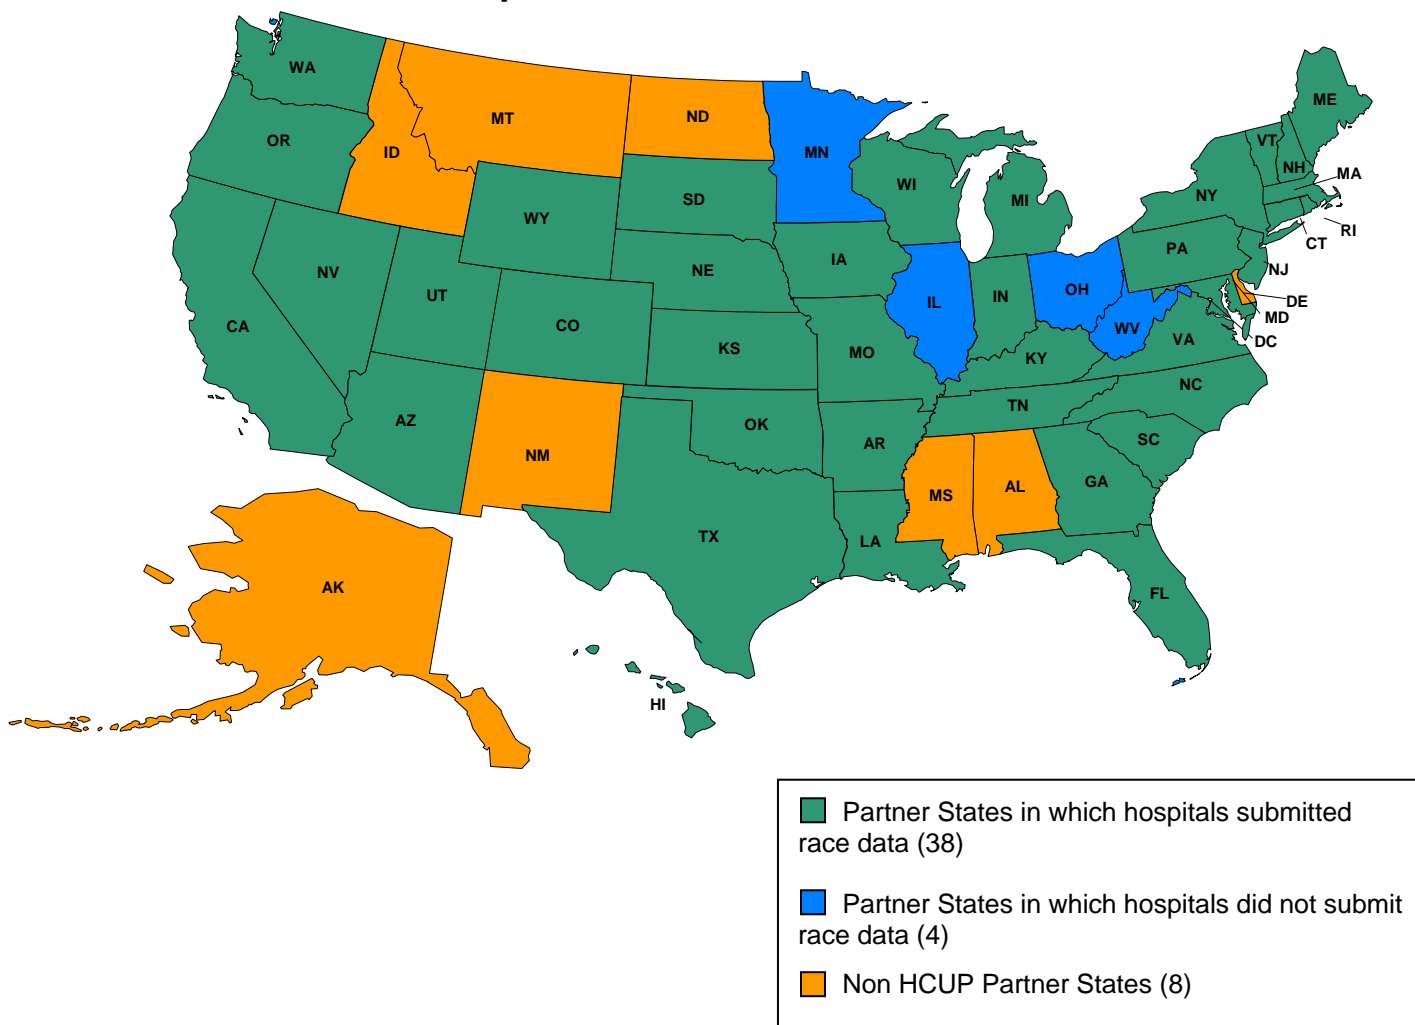 WA
OR
CA
NV
ID
MT
WY
UT
AZ
CO
NM
ND
SD
NE
KS
OK
TX
MN
IA
MO
AR
LA
WI
IL
MI
IN
OH
KY
TN
MS
AL
GA
FL
SC
NC
VA
WV
PA
NY
VT
NH
ME
MA
RI
CT
NJ
DE
MD
DC
AK
HI
Partner States in which hospitals submitted
race data (38)
Partner States in which hospitals did not submit
race data (4)
Non HCUP Partner States (8)